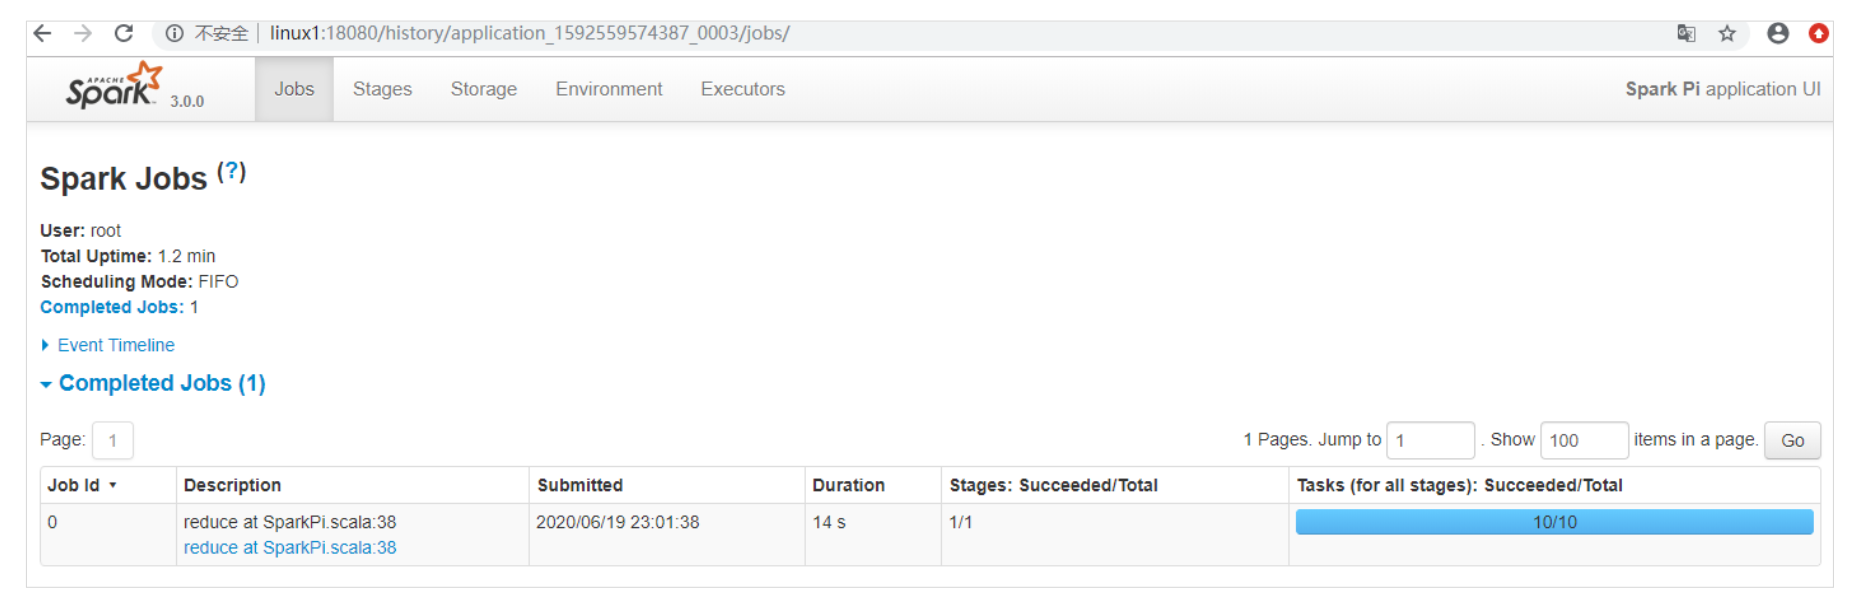 不安全 linux1:18080/history/application_1592559574387_0003/jobs/
APACHE Spark 3.0.0 Jobs Stages Storage Environment Executors Spark Pi application UI
Spark Jobs (?)
User: root
Total Uptime: 1.2 min
Scheduling Mode: FIFO
Completed Jobs: 1
Event Timeline
Completed Jobs (1)
Page: 1 1 Pages. Jump to 1 . Show 100 items in a page. Go
Job Id Description Submitted Duration Stages: Succeeded/Total Tasks (for all stages): Succeeded/Total
0 reduce at SparkPi.scala:38 2020/06/19 23:01:38 14 s 1/1 10/10
reduce at SparkPi.scala:38